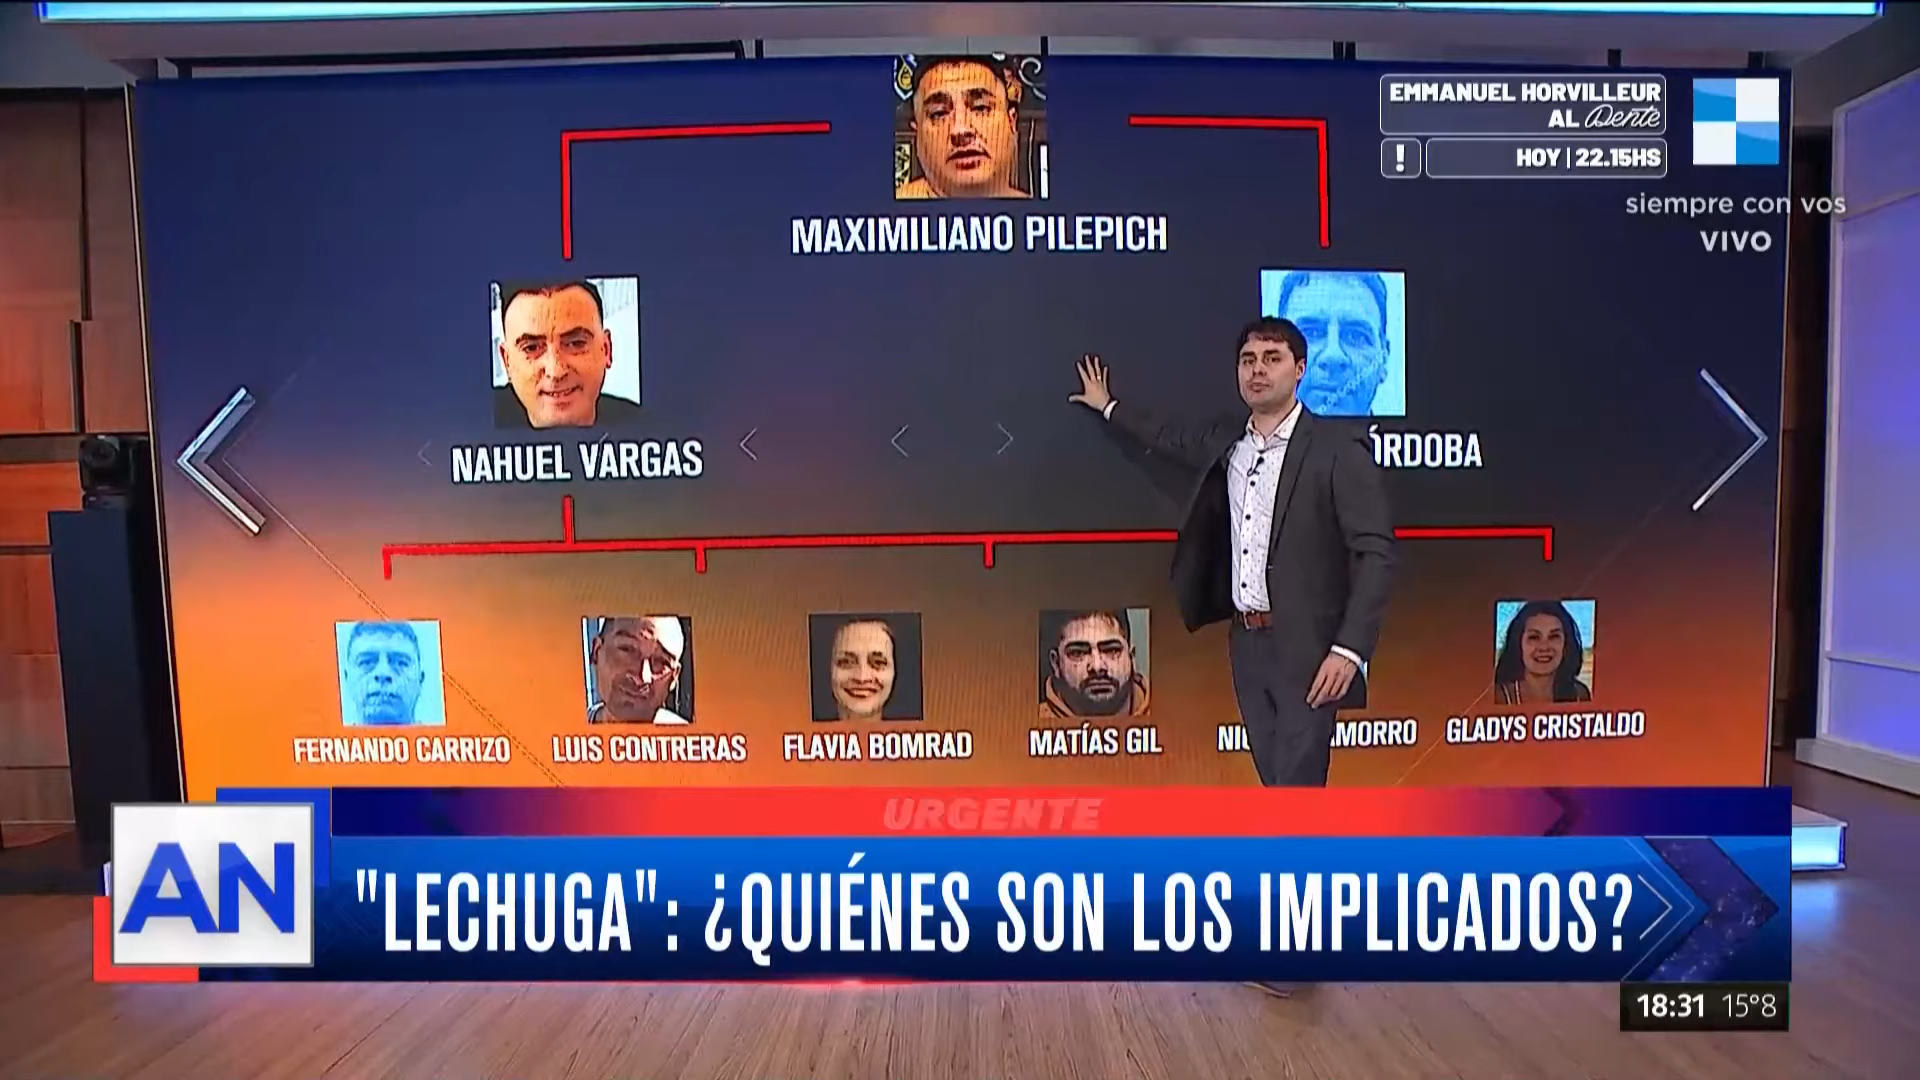 EMMANUEL HORVILLEUR
AL Dente
! HOY | 22.15HS
siempre con vos
VIVO
MAXIMILIANO PILEPICH
NAHUEL VARGAS
ÓRDOBA
FERNANDO CARRIZO
LUIS CONTRERAS
FLAVIA BOMRAD
MATÍAS GIL
MORRO
GLADYS CRISTALDO
URGENTE
AN
"LECHUGA": ¿QUIÉNES SON LOS IMPLICADOS?
18:31 15°8